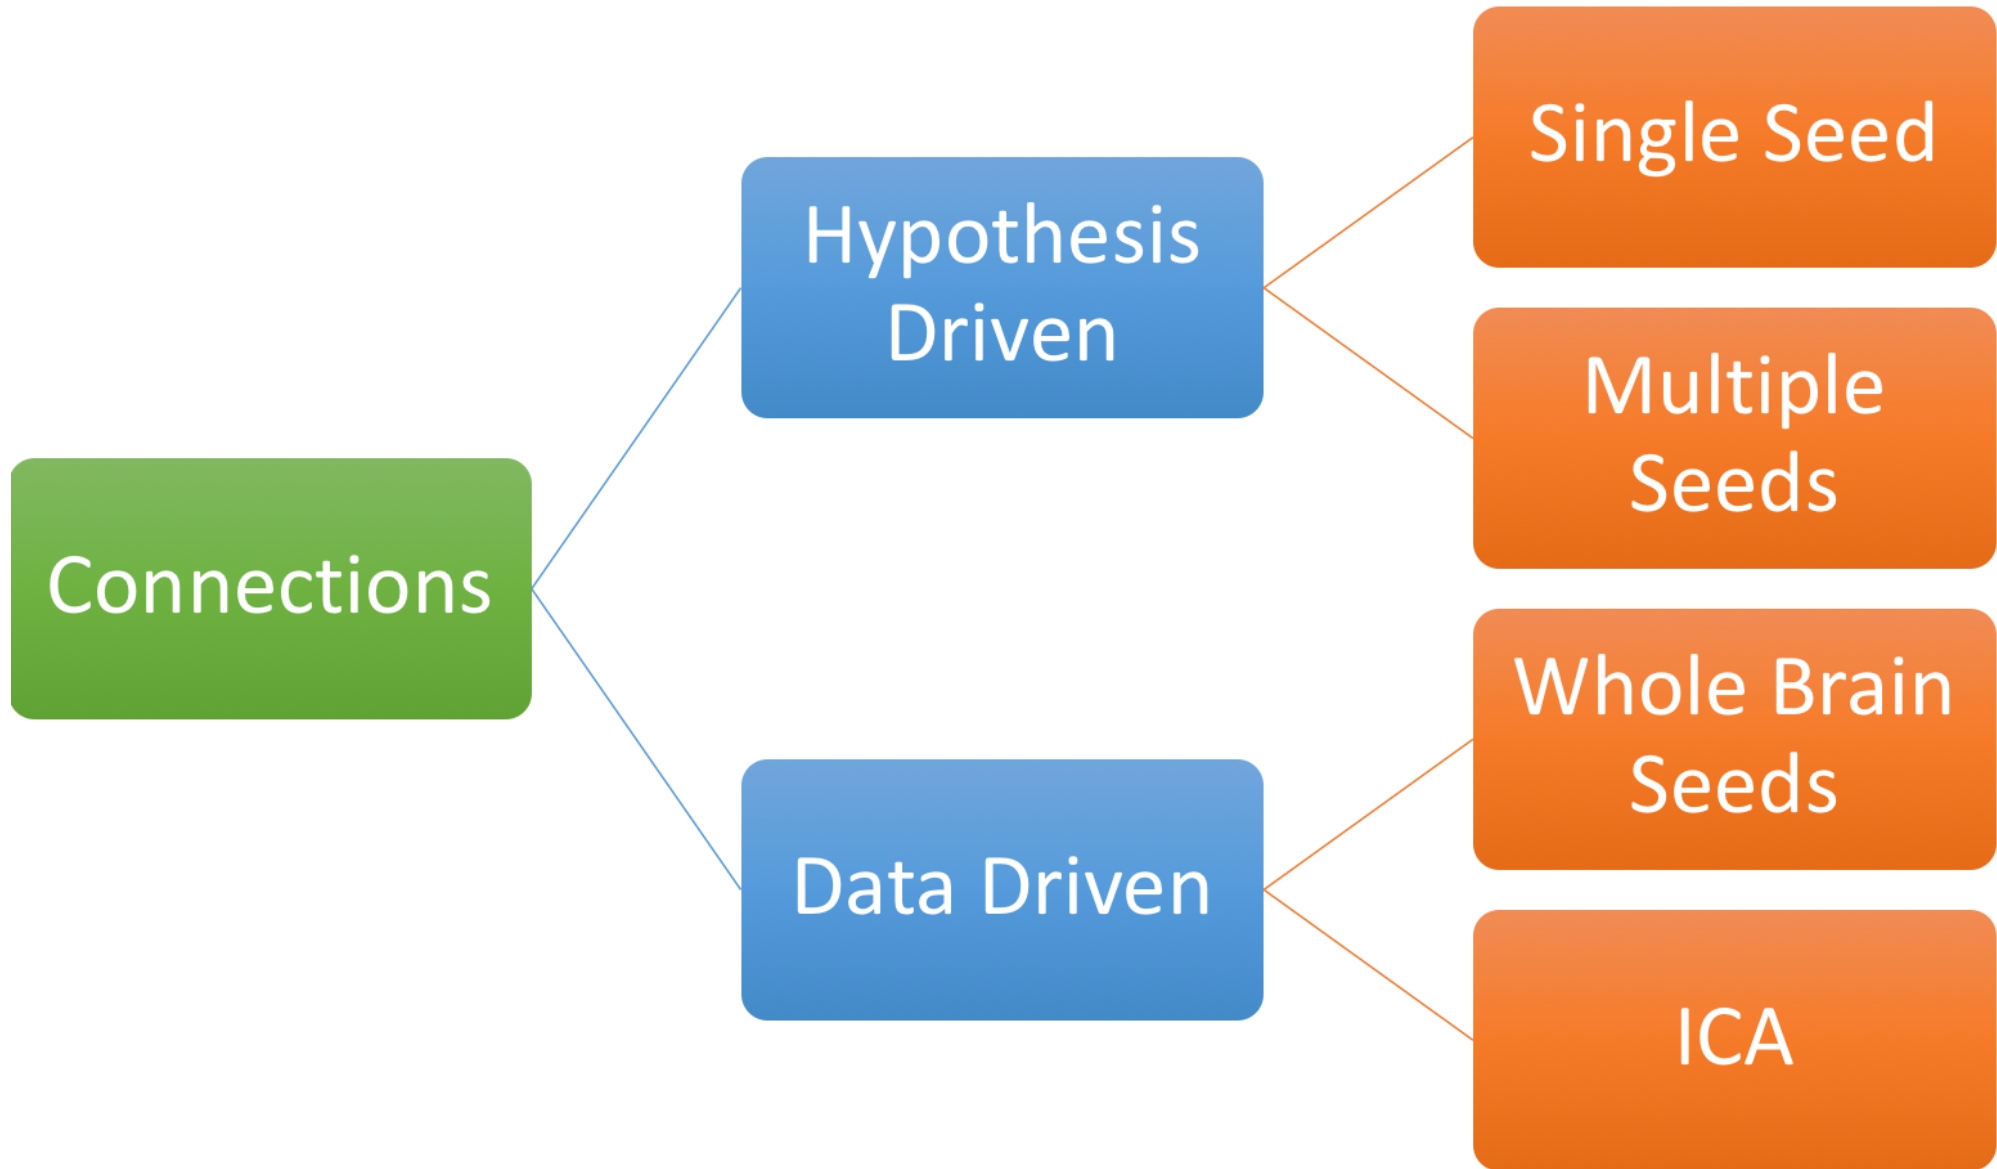 Connections
Hypothesis
Driven
Data Driven
Single Seed
Multiple
Seeds
Whole Brain
Seeds
ICA